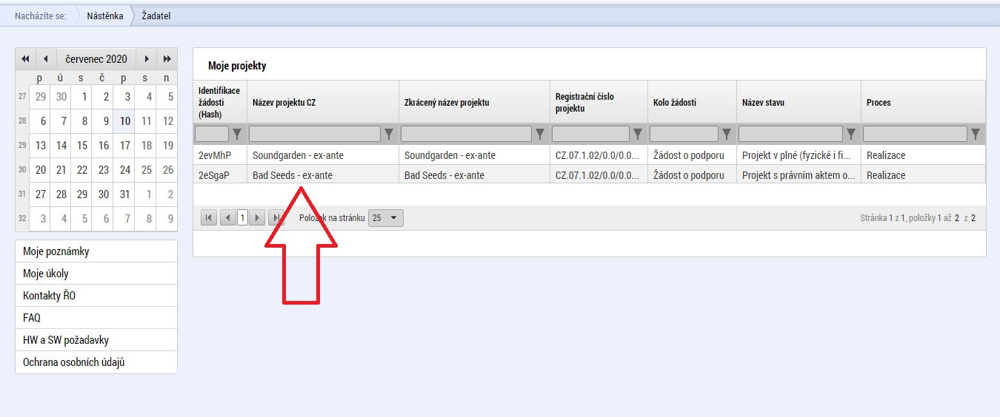 Nacházíte se: Nástěnka Žadatel
červenec 2020
p ú s č p s n
27 29 30 1 2 3 4 5
28 6 7 8 9 10 11 12
29 13 14 15 16 17 18 19
30 20 21 22 23 24 25 26
31 27 28 29 30 31 1 2
32 3 4 5 6 7 8 9
Moje poznámky
Moje úkoly
Kontakty ŘO
FAQ
HW a SW požadavky
Ochrana osobních údajů
Moje projekty
Identifikace žádosti (Hash) Název projektu CZ Zkrácený název projektu Registrační číslo projektu Kolo žádosti Název stavu Proces
2evMhP Soundgarden - ex-ante Soundgarden - ex-ante CZ.07.1.02/0.0/0.0... Žádost o podporu Projekt v plné (fyzické i fi... Realizace
2eSgaP Bad Seeds - ex-ante Bad Seeds - ex-ante CZ.07.1.02/0.0/0.0... Žádost o podporu Projekt s právním aktem o... Realizace
1 Položek na stránku 25 Stránka 1 z 1, položky 1 až 2 z 2